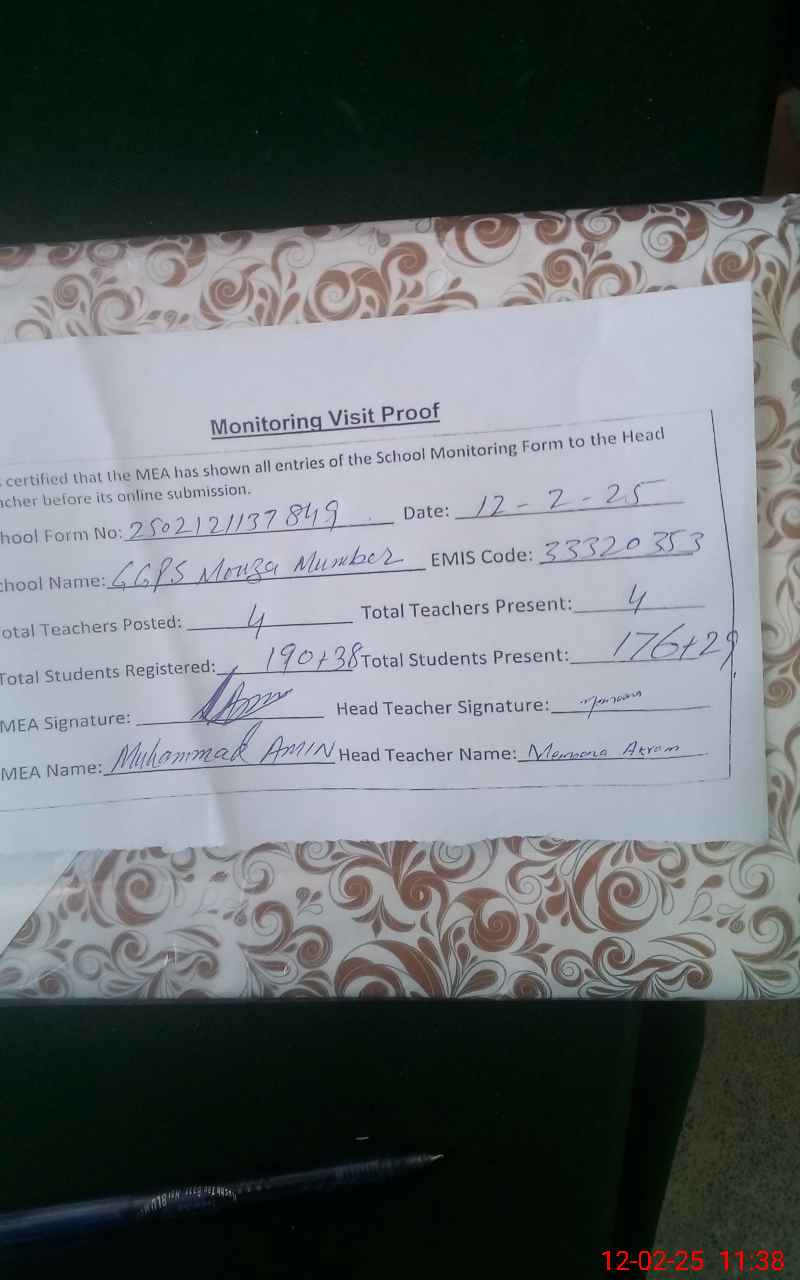 Monitoring Visit Proof
certified that the MEA has shown all entries of the School Monitoring Form to the Head
cher before its online submission.
hool Form No: 2502121137849 Date: 12-2-25
chool Name: GGPS Mouza Mumber EMIS Code: 33320353
otal Teachers Posted: 4 Total Teachers Present: 4
Total Students Registered: 190+38 Total Students Present: 176+29
MEA Signature: Head Teacher Signature:
MEA Name: Muhammad AMIN Head Teacher Name: Akram
12-02-25 11:38